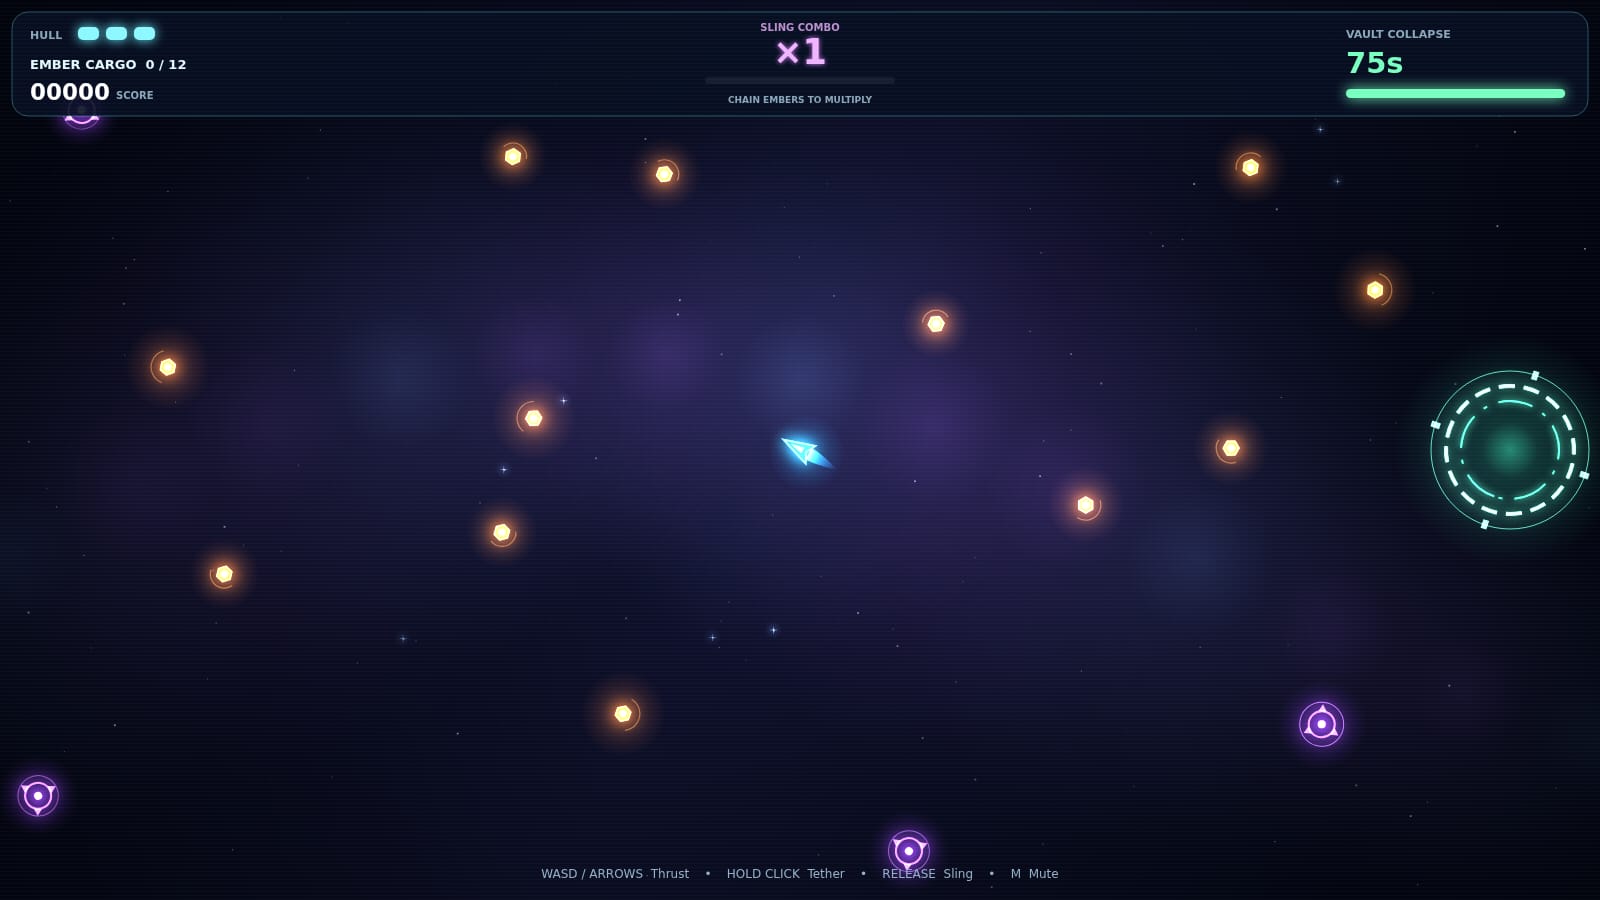 HULL
EMBER CARGO 0 / 12
00000 SCORE
SLING COMBO
×1
CHAIN EMBERS TO MULTIPLY
VAULT COLLAPSE
75s
WASD / ARROWS Thrust • HOLD CLICK Tether • RELEASE Sling • M Mute